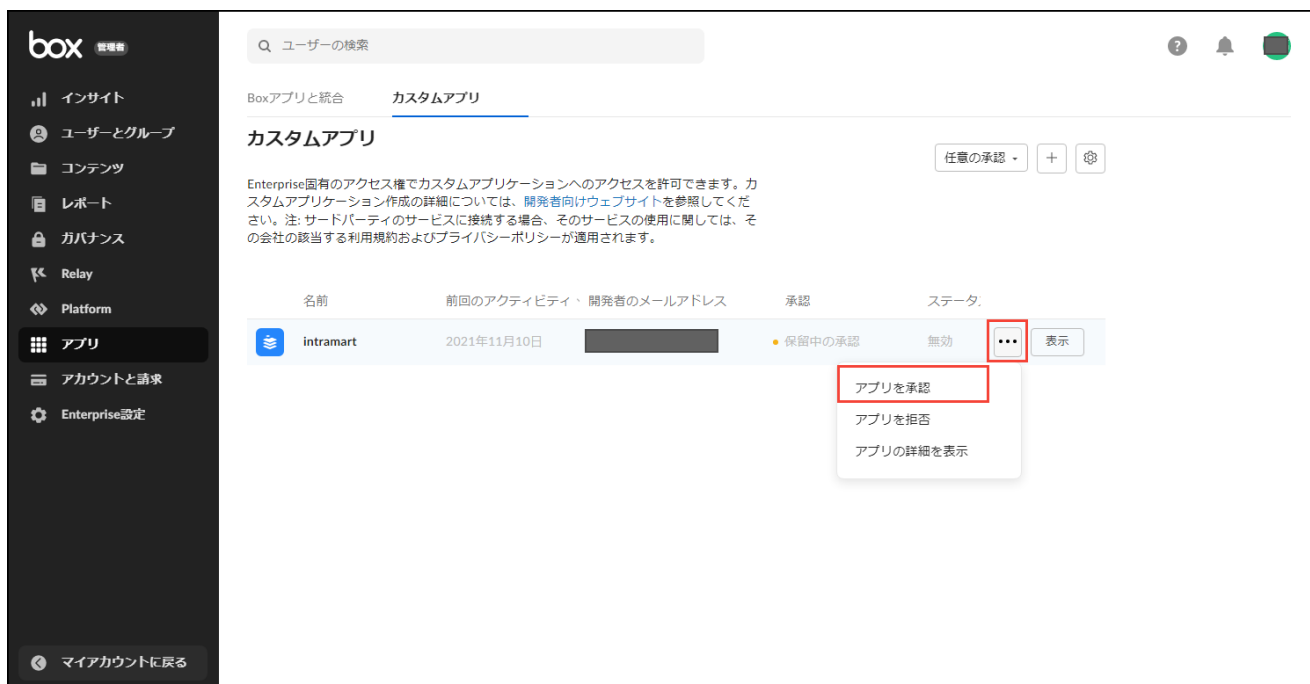 box 管理者
ユーザーの検索
インサイト
ユーザーとグループ
コンテンツ
レポート
ガバナンス
Relay
Platform
アプリ
アカウントと請求
Enterprise設定
マイアカウントに戻る
Boxアプリと統合 カスタムアプリ
カスタムアプリ
任意の承認
Enterprise固有のアクセス権でカスタムアプリケーションへのアクセスを許可できます。カ
スタムアプリケーション作成の詳細については、開発者向けウェブサイトを参照してくだ
さい。注: サードパーティのサービスに接続する場合、そのサービスの使用に関しては、そ
の会社の該当する利用規約およびプライバシーポリシーが適用されます。
名前 前回のアクティビティ 開発者のメールアドレス 承認 ステータ
intramart 2021年11月10日 保留中の承認 無効 ••• 表示
アプリを承認
アプリを拒否
アプリの詳細を表示